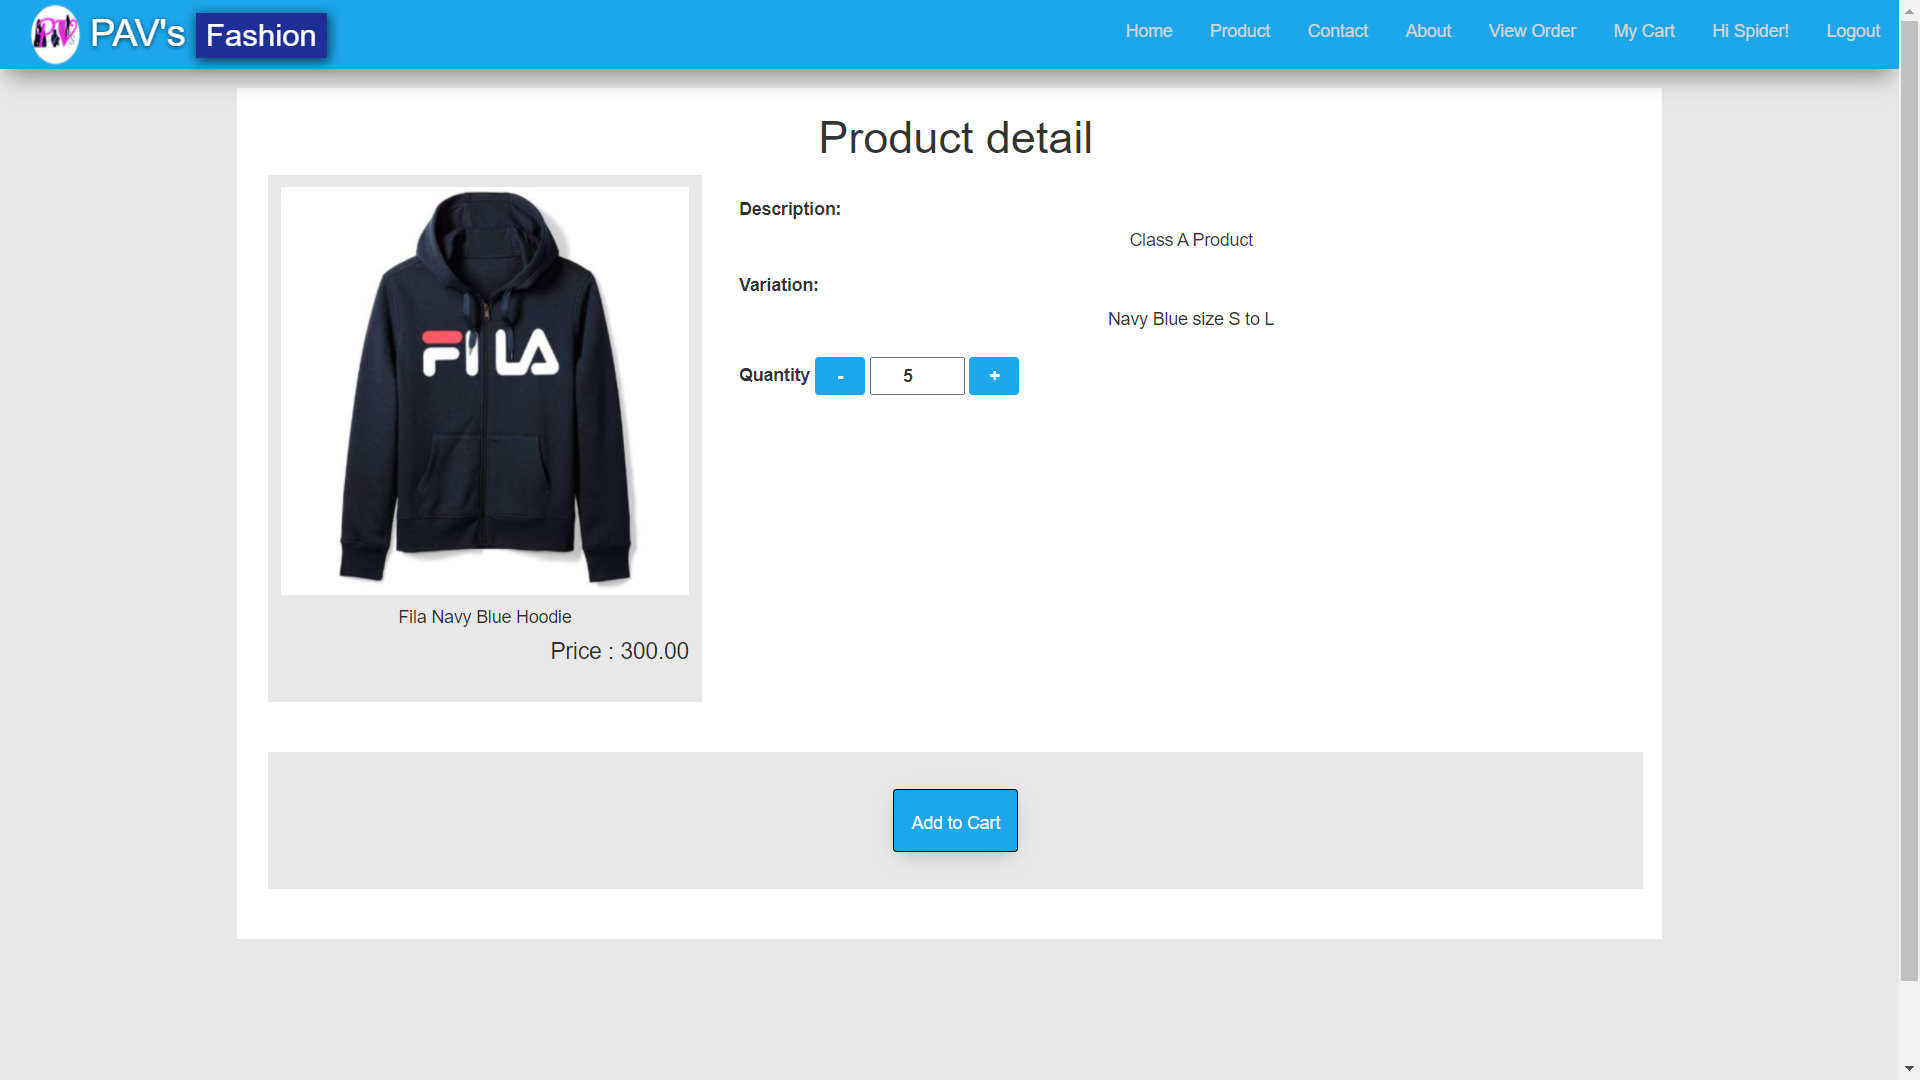 PAV's Fashion
Home Product Contact About View Order My Cart Hi Spider! Logout
Product detail
FILA
Description:
Class A Product
Variation:
Navy Blue size S to L
Quantity - 5 +
Fila Navy Blue Hoodie
Price : 300.00
Add to Cart